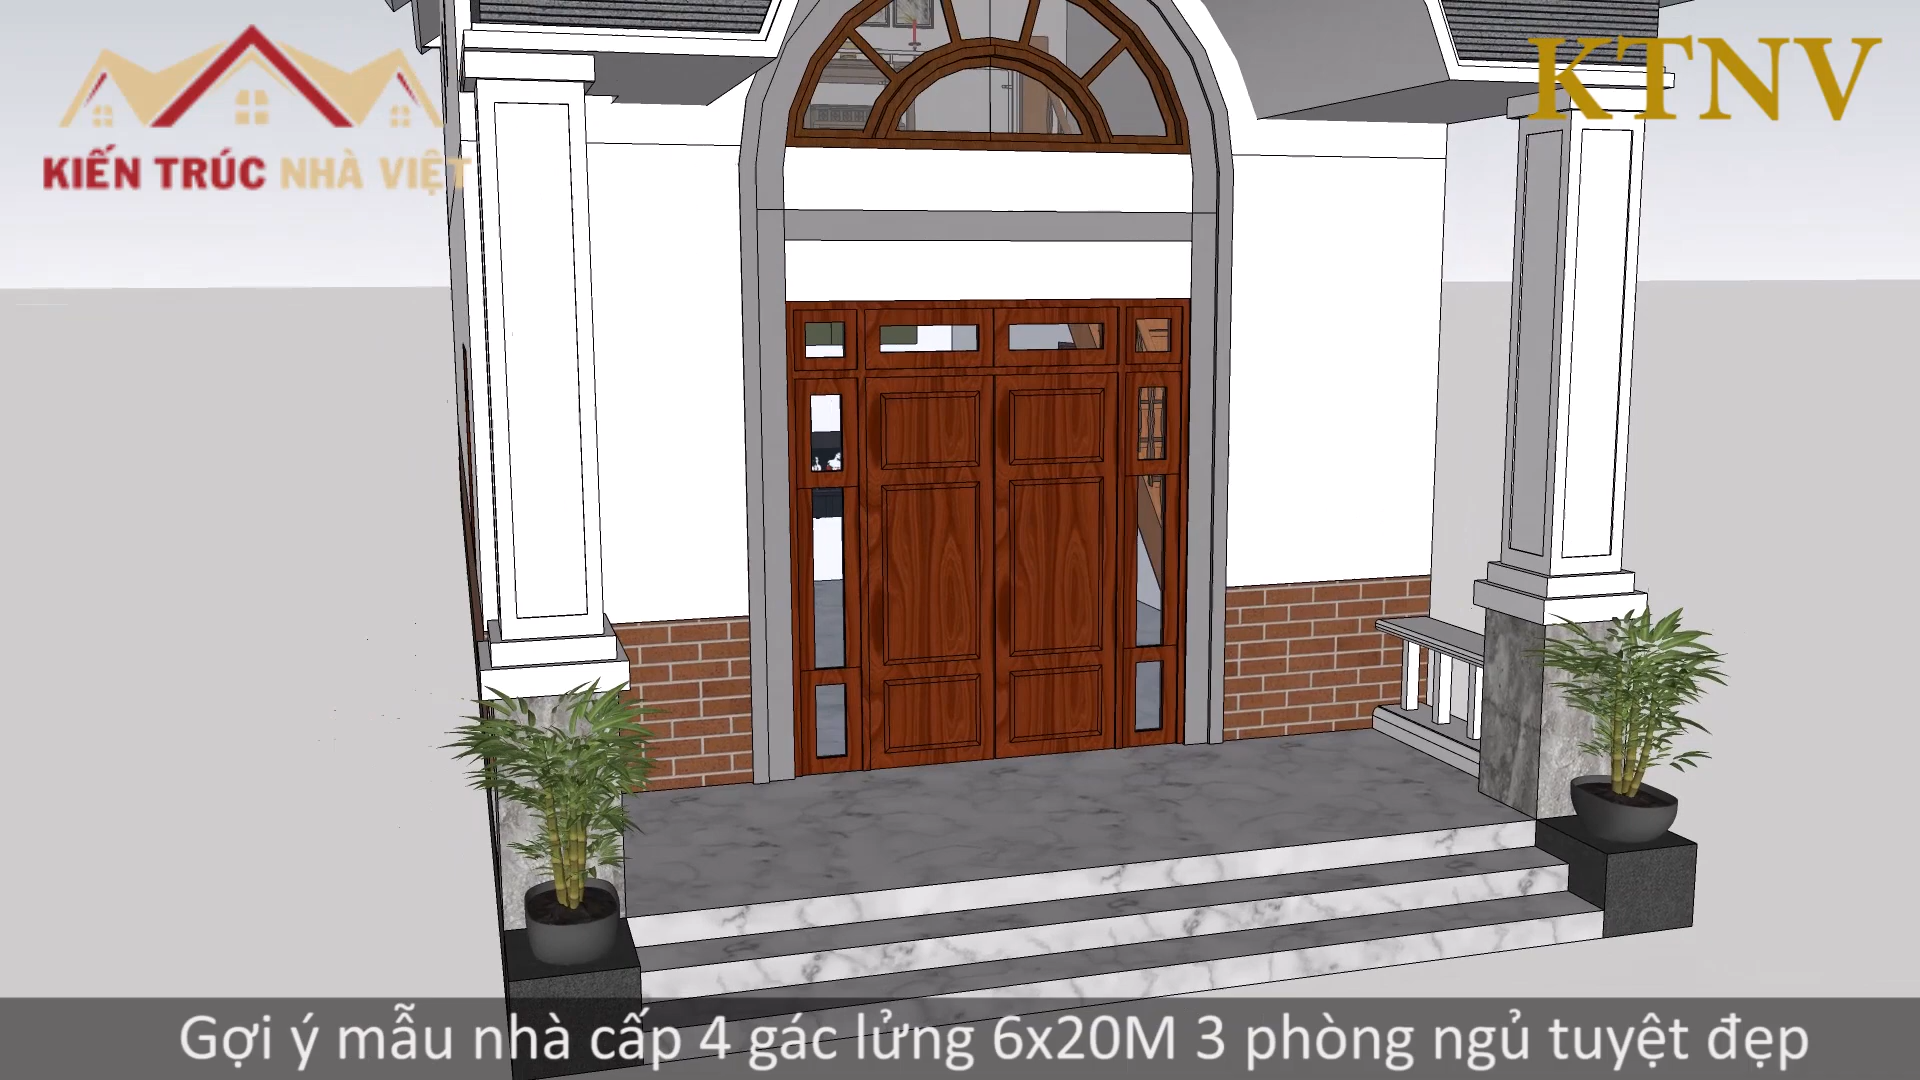 KTNV
KIẾN TRÚC NHÀ VIỆT
Gợi ý mẫu nhà cấp 4 gác lửng 6x20M 3 phòng ngủ tuyệt đẹp